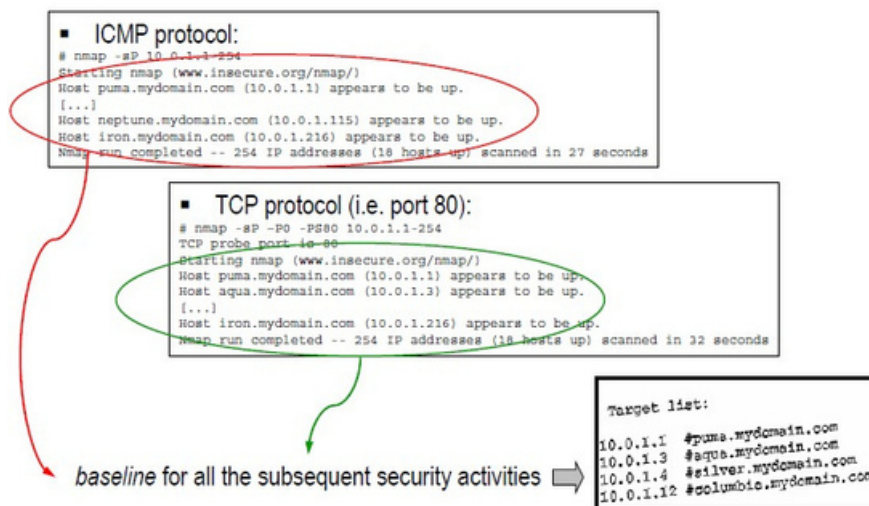 ▪ ICMP protocol:
# nmap -sP 10.0.1.1-254
Starting nmap (www.insecure.org/nmap/)
Host puma.mydomain.com (10.0.1.1) appears to be up.
[...]
Host neptune.mydomain.com (10.0.1.115) appears to be up.
Host iron.mydomain.com (10.0.1.216) appears to be up.
Nmap run completed -- 254 IP addresses (18 hosts up) scanned in 27 seconds
▪ TCP protocol (i.e. port 80):
# nmap -sP -P0 -PS80 10.0.1.1-254
TCP probe port is 80
Starting nmap (www.insecure.org/nmap/)
Host puma.mydomain.com (10.0.1.1) appears to be up.
Host aqua.mydomain.com (10.0.1.3) appears to be up.
[...]
Host iron.mydomain.com (10.0.1.216) appears to be up.
Nmap run completed -- 254 IP addresses (18 hosts up) scanned in 32 seconds
baseline for all the subsequent security activities
Target list:
10.0.1.1 #puma.mydomain.com
10.0.1.3 #aqua.mydomain.com
10.0.1.4 #silver.mydomain.com
10.0.1.12 #columbia.mydomain.com